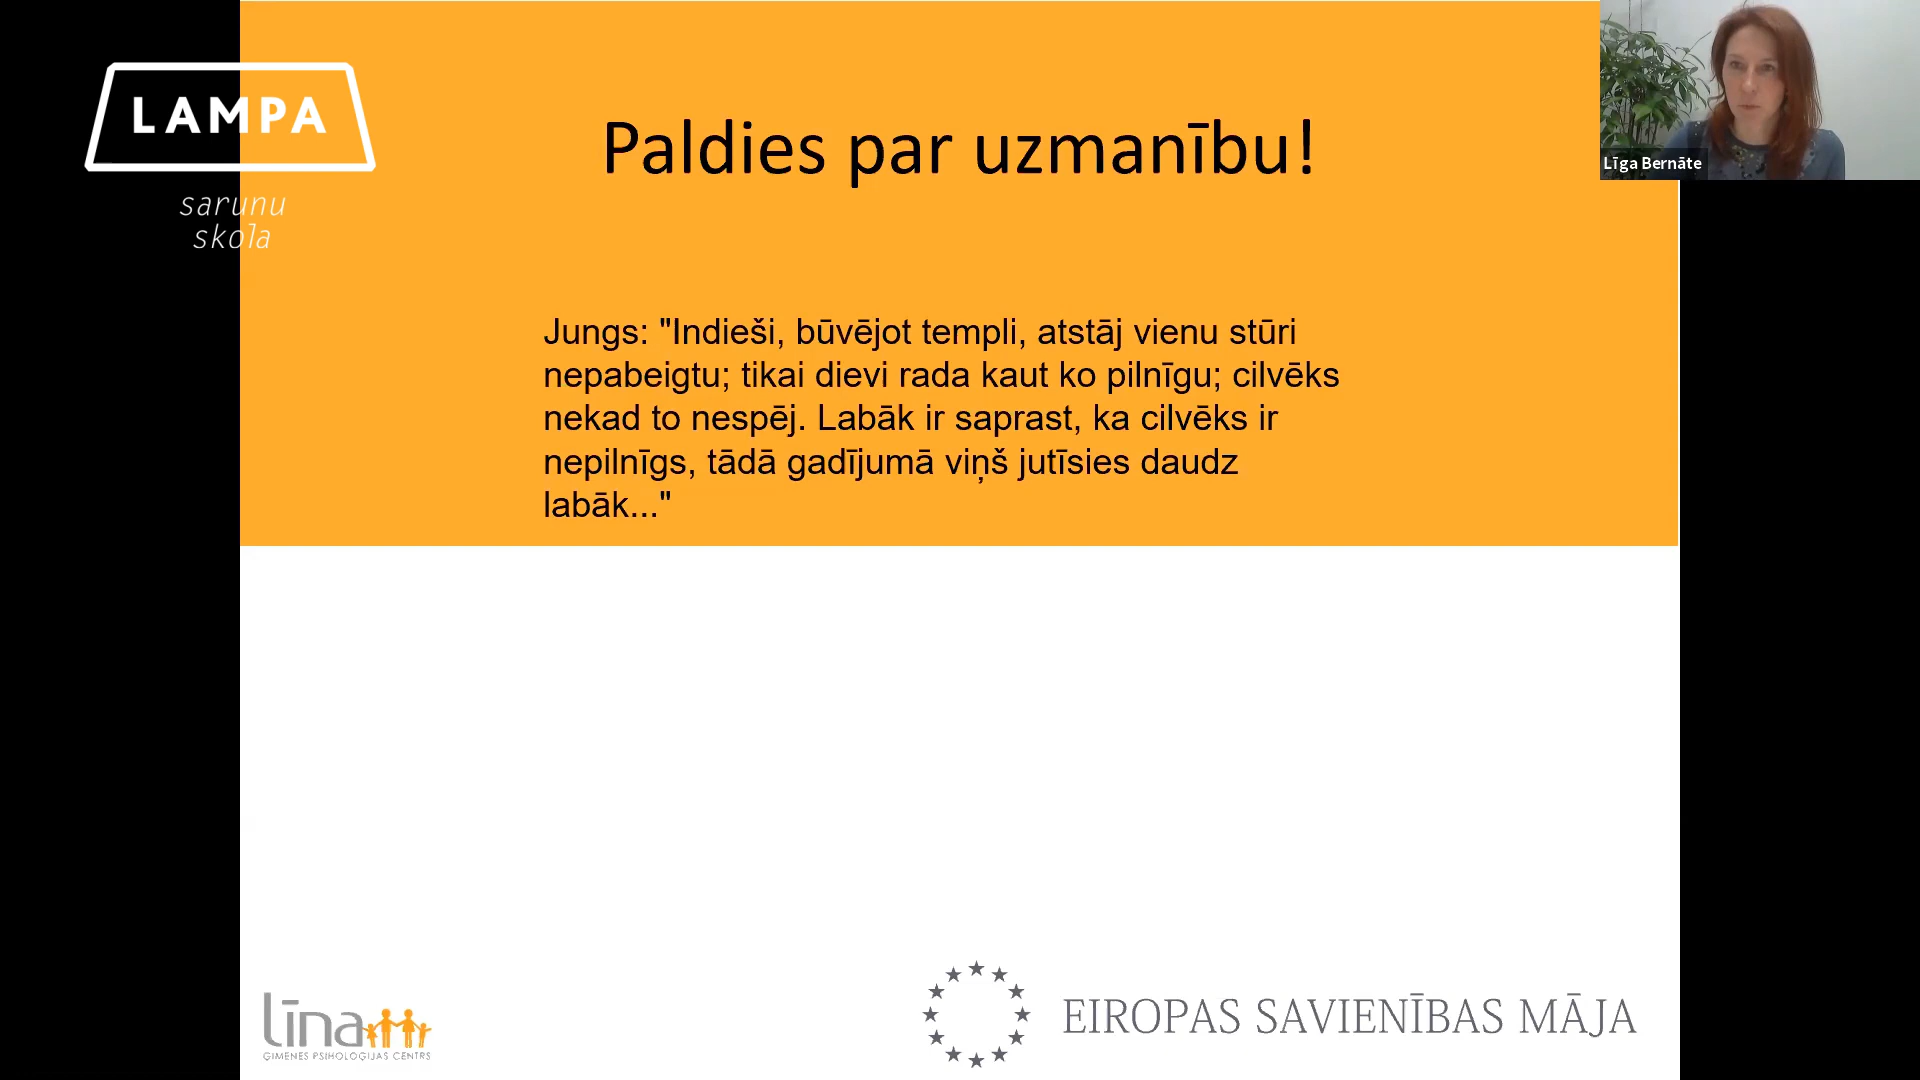 LAMPA
sarunu
skola
Paldies par uzmanību!
Līga Bernāte
Jungs: "Indieši, būvējot templi, atstāj vienu stūri
nepabeigtu; tikai dievi rada kaut ko pilnīgu; cilvēks
nekad to nespēj. Labāk ir saprast, ka cilvēks ir
nepilnīgs, tādā gadījumā viņš jutīsies daudz
labāk..."
līna
ĢIMENES PSIHOLOĢIJAS CENTRS
EIROPAS SAVIENĪBAS MĀJA